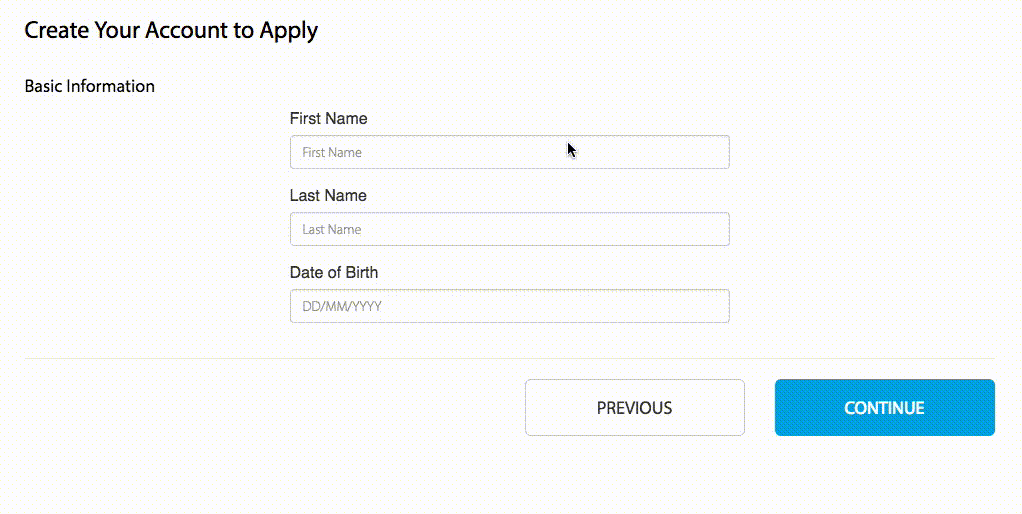 Create Your Account to Apply
Basic Information
First Name
First Name
Last Name
Last Name
Date of Birth
DD/MM/YYYY
PREVIOUS
CONTINUE